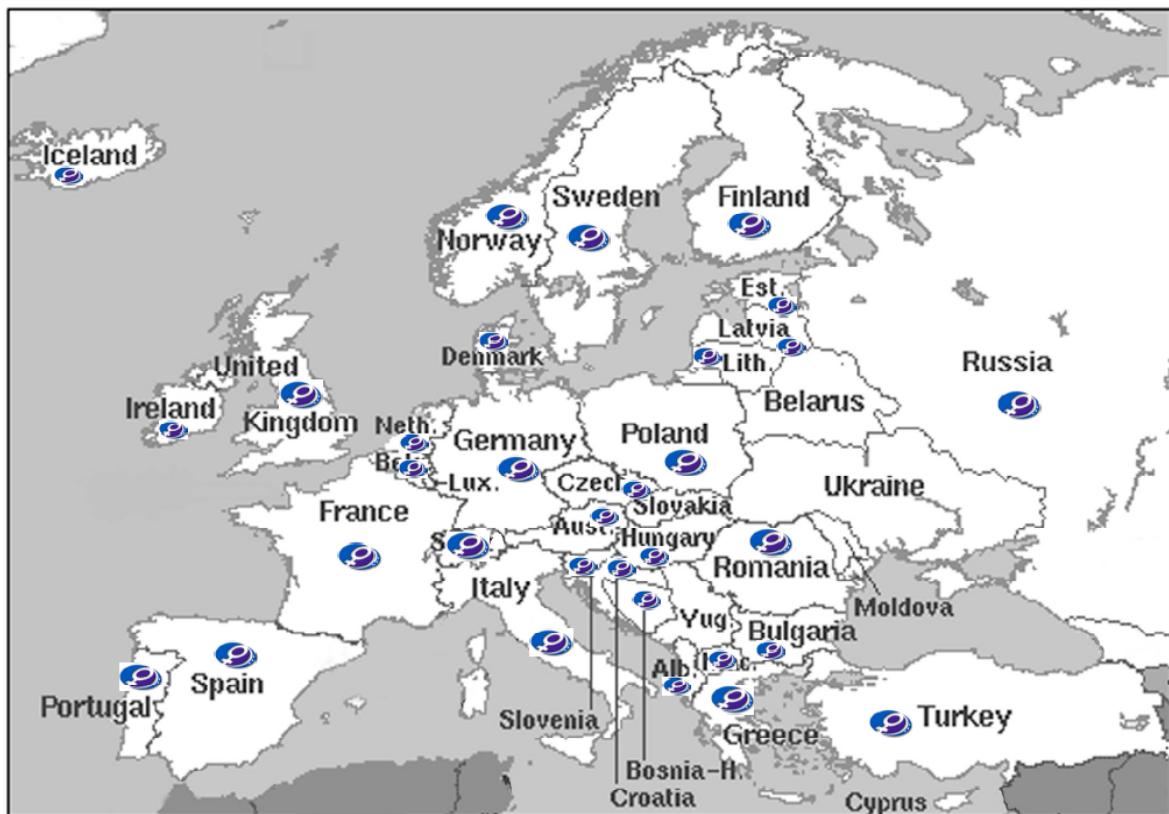 Iceland
Sweden
Finland
Norway
Est.
Latvia
Lith.
Denmark
Russia
United
Kingdom
Ireland
Belarus
Neth.
Germany
Poland
Lux.
Czech
Slovakia
Ukraine
France
Aust.
Hungary
Romania
Italy
Moldova
Yug.
Bulgaria
Alb.
Spain
Portugal
Slovenia
Greece
Turkey
Bosnia-H.
Croatia
Cyprus